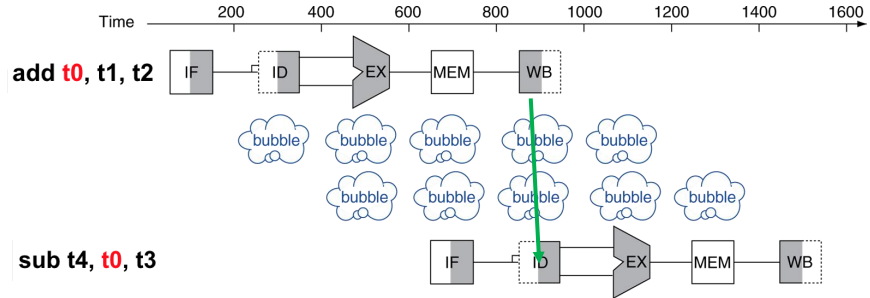 Time 200 400 600 800 1000 1200 1400 1600
add t0, t1, t2 IF ID EX MEM WB
bubble bubble bubble bubble bubble
bubble bubble bubble bubble bubble
sub t4, t0, t3 IF ID EX MEM WB